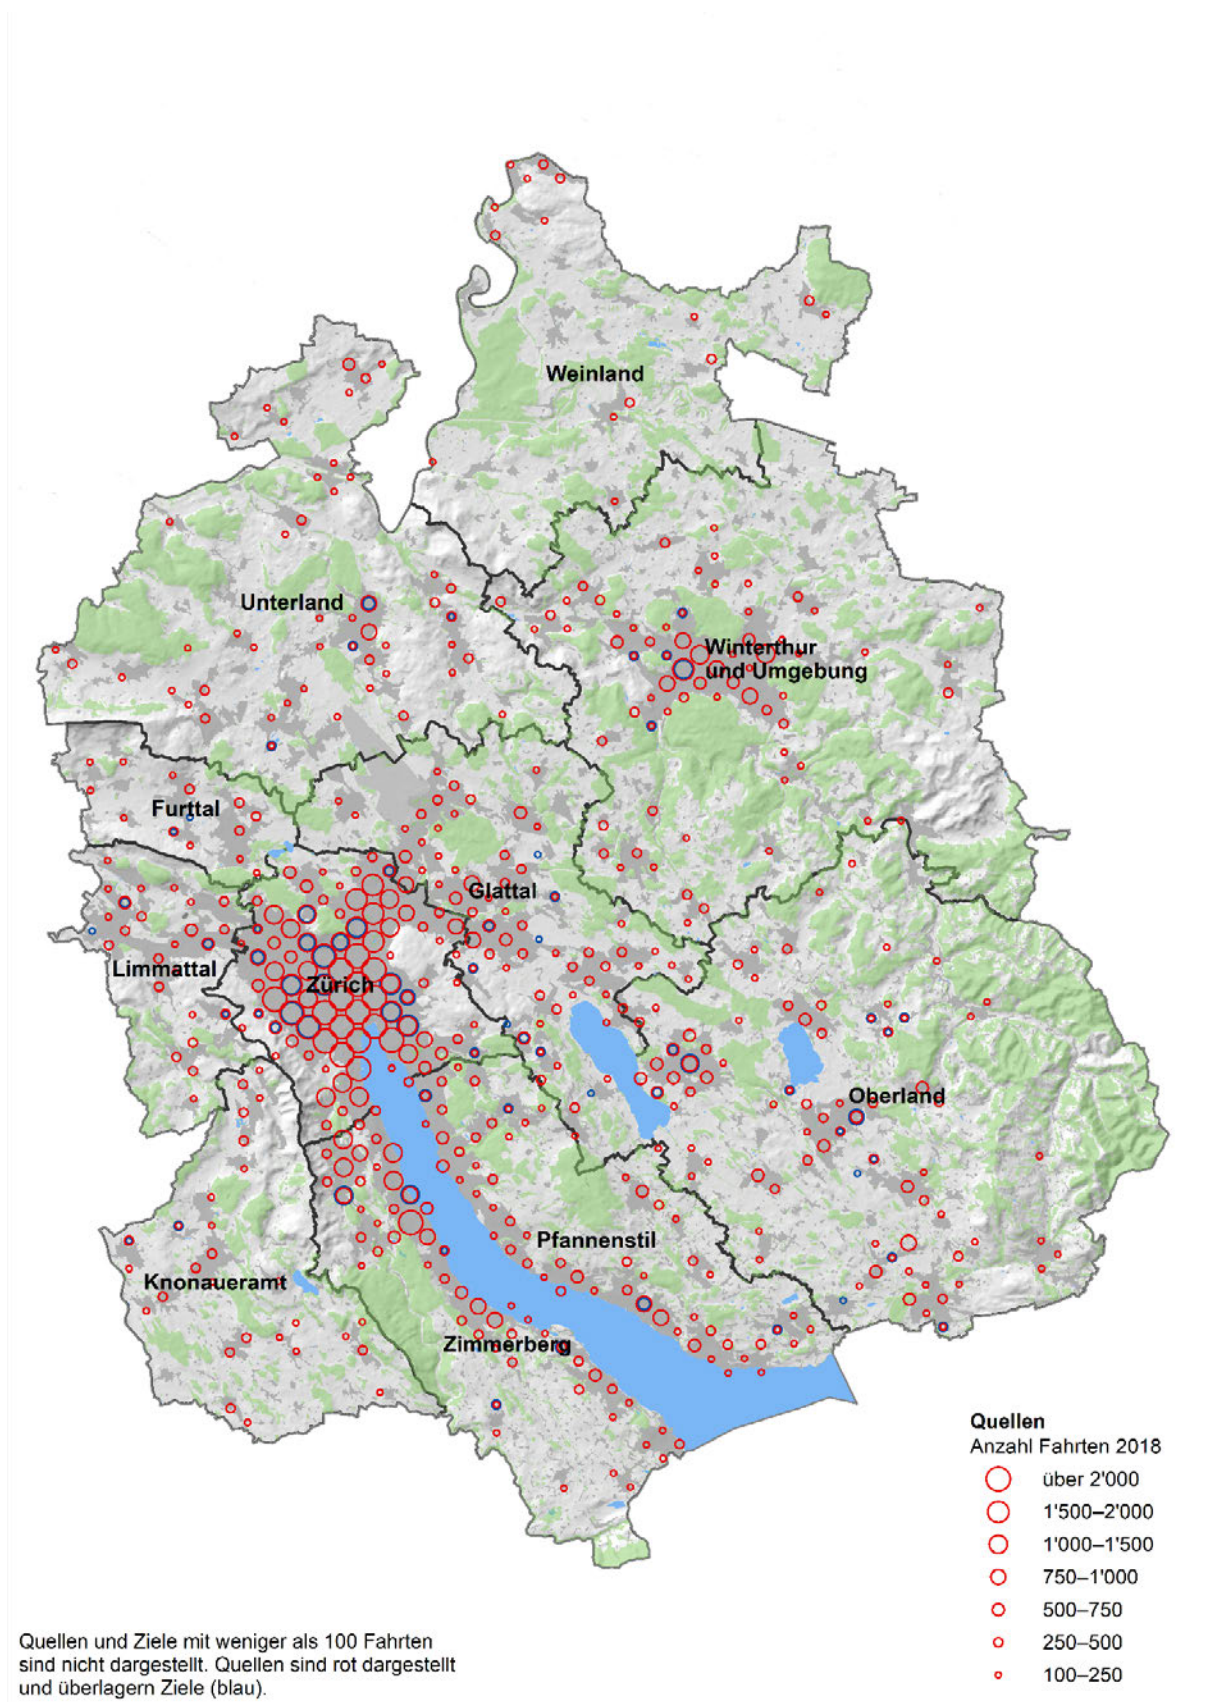 Weinland
Unterland
Winterthur
und Umgebung
Furttal
Glattal
Limmattal
Zürich
Oberland
Pfannenstil
Knonaueramt
Zimmerberg
Quellen
Anzahl Fahrten 2018
über 2'000
1'500–2'000
1'000–1'500
750–1'000
500–750
250–500
100–250
Quellen und Ziele mit weniger als 100 Fahrten
sind nicht dargestellt. Quellen sind rot dargestellt
und überlagern Ziele (blau).